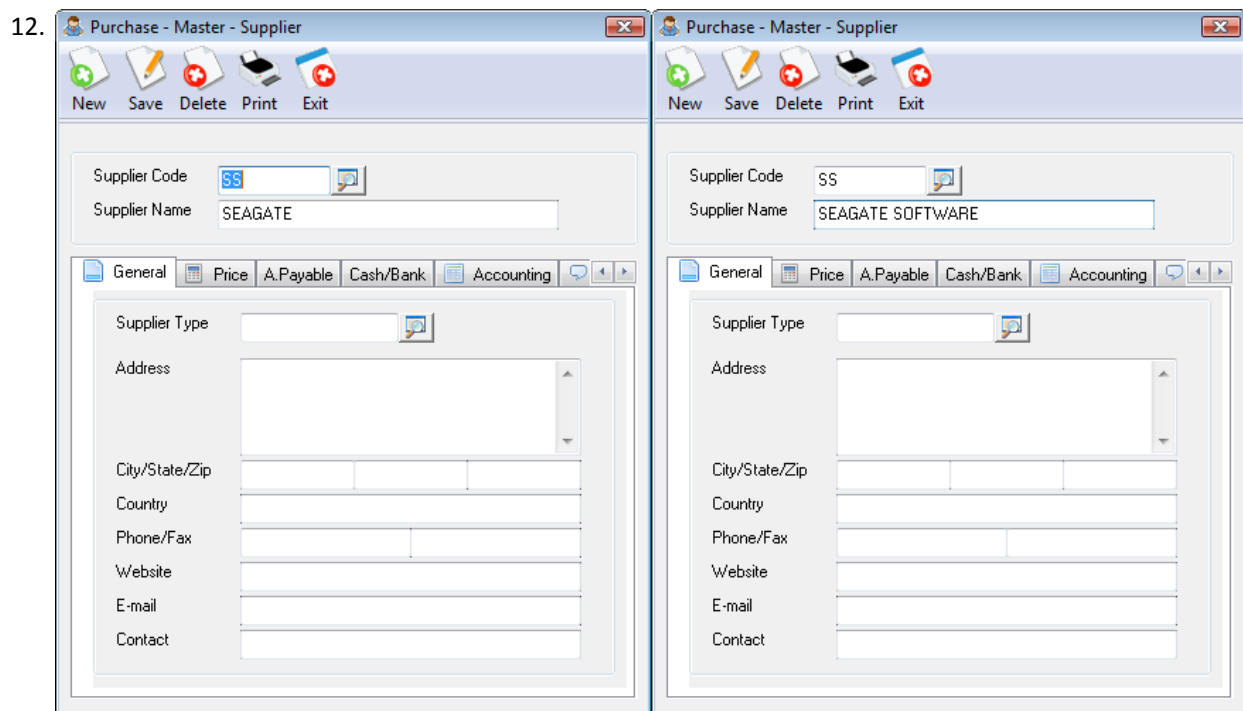 12.
Purchase - Master - Supplier
New Save Delete Print Exit
Supplier Code SS
Supplier Name SEAGATE
General Price A.Payable Cash/Bank Accounting
Supplier Type
Address
City/State/Zip
Country
Phone/Fax
Website
E-mail
Contact
Purchase - Master - Supplier
New Save Delete Print Exit
Supplier Code SS
Supplier Name SEAGATE SOFTWARE
General Price A.Payable Cash/Bank Accounting
Supplier Type
Address
City/State/Zip
Country
Phone/Fax
Website
E-mail
Contact